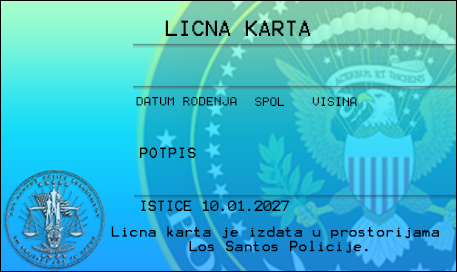 LICNA KARTA
DATUM RODENJA SPOL VISINA
POTPIS
ISTICE 10.01.2027
Licna karta je izdata u prostorijama
Los Santos Policije.